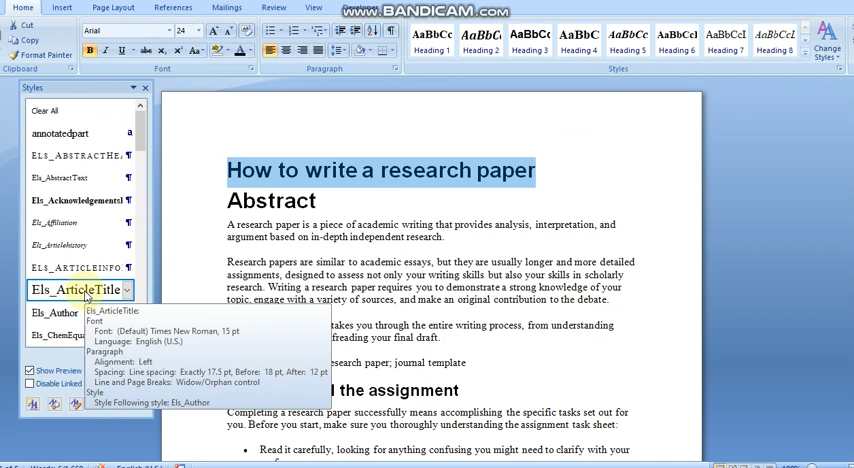 www.BANDICAM.com
Home Insert Page Layout References Mailings Review View Developer
Cut
Copy
Format Painter
Clipboard
Arial 24
Font
Paragraph
AaBbCc AaBbCc AaBbCc AaBbC AaBbCc AaBbCcI AaBbCcI AaBbCcL
Heading 1 Heading 2 Heading 3 Heading 4 Heading 5 Heading 6 Heading 7 Heading 8
Change
Styles
Styles
Styles
Clear All
annotatedpart a
Els_AbstractHea ¶
Els_AbstractText ¶
Els_Acknowledgements ¶
Els_Affiliation ¶
Els_Articlehistory ¶
Els_ArticleInfo ¶
Els_ArticleTitle
Els_Author
Els_ChemEqua
Show Preview
Disable Linked
Els_ArticleTitle:
Font
Font: (Default) Times New Roman, 15 pt
Language: English (U.S.)
Paragraph
Alignment: Left
Spacing: Line spacing: Exactly 17.5 pt, Before: 18 pt, After: 12 pt
Line and Page Breaks: Widow/Orphan control
Style
Style Following style: Els_Author
How to write a research paper
Abstract
A research paper is a piece of academic writing that provides analysis, interpretation, and
argument based on in-depth independent research.
Research papers are similar to academic essays, but they are usually longer and more detailed
assignments, designed to assess not only your writing skills but also your skills in scholarly
research. Writing a research paper requires you to demonstrate a strong knowledge of your
topic, engage with a variety of sources, and make an original contribution to the debate.
takes you through the entire writing process, from understanding
freading your final draft.
esearch paper; journal template
d the assignment
Completing a research paper successfully means accomplishing the specific tasks set out for
you. Before you start, make sure you thoroughly understanding the assignment task sheet:
• Read it carefully, looking for anything confusing you might need to clarify with your